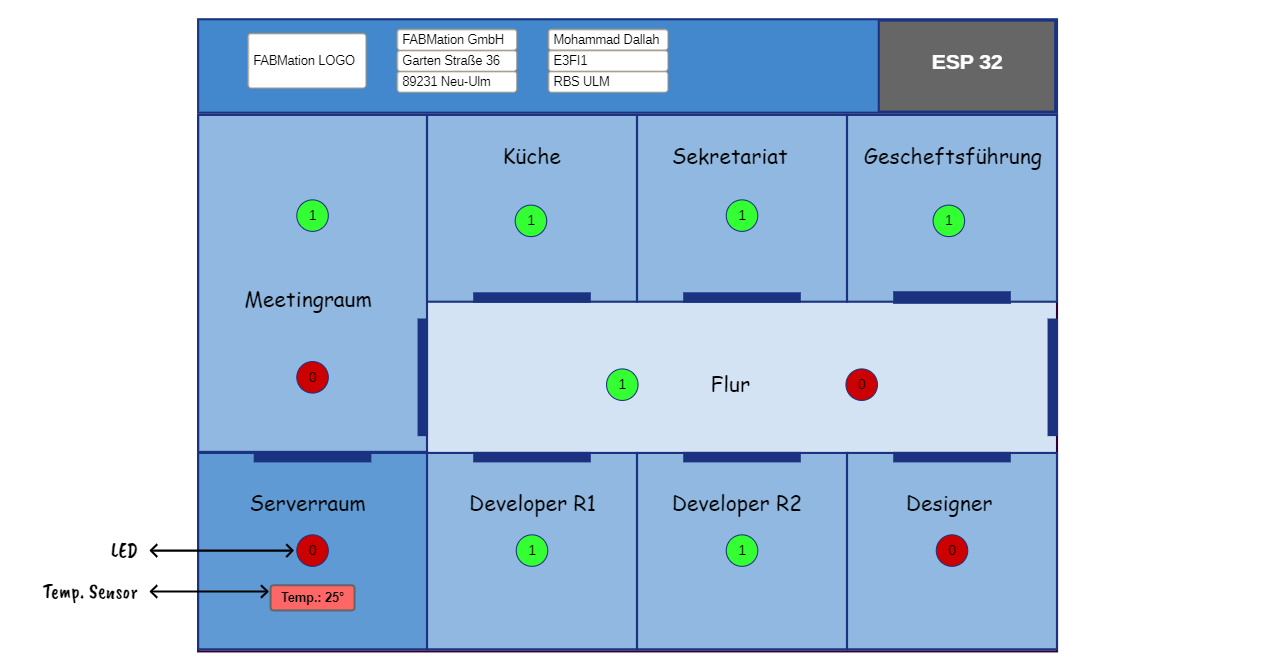 FABMation LOGO
FABMation GmbH
Garten Straße 36
89231 Neu-Ulm
Mohammad Dallah
E3FI1
RBS ULM
ESP 32
Küche
Sekretariat
Gescheftsführung
1
1
1
1
Meetingraum
0
1
Flur
0
Serverraum
Developer R1
Developer R2
Designer
LED
0
1
1
0
Temp. Sensor
Temp.: 25°